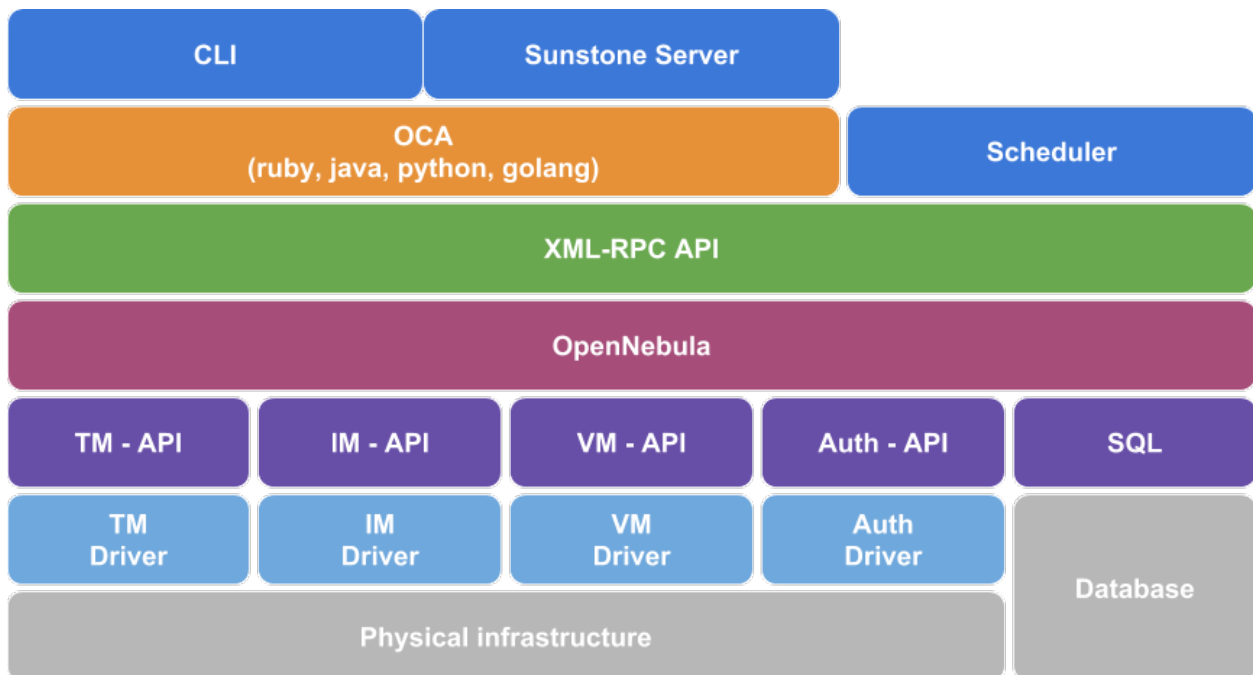 CLI
Sunstone Server
OCA
(ruby, java, python, golang)
Scheduler
XML-RPC API
OpenNebula
TM - API
IM - API
VM - API
Auth - API
SQL
TM
Driver
IM
Driver
VM
Driver
Auth
Driver
Database
Physical infrastructure